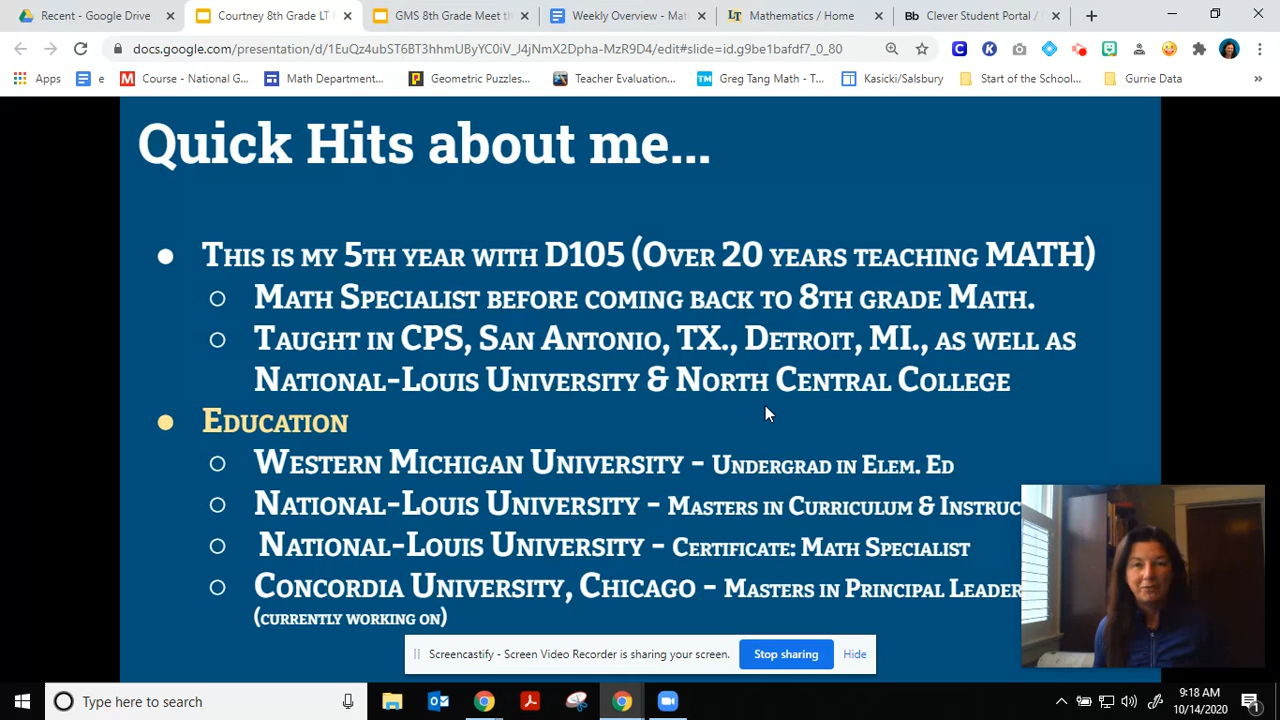 Recent - Google Drive
Courtney 8th Grade LT
GMS 8th Grade Meet th
Weekly Overview - Mat
LT Mathematics / Home
Bb Clever Student Portal /
docs.google.com/presentation/d/1EuQz4ubST6BT3hhmUByYC0iV_J4jNmX2Dpha-MzR9D4/edit#slide=id.g9be1bafdf7_0_80
Apps
e
M Course - National G...
Math Department...
Geometric Puzzles...
Teacher Evaluation...
TM Greg Tang Math - T...
Kasicki/Salsbury
Start of the School...
Gurrie Data
»
Quick Hits about me...
● This is my 5th year with D105 (Over 20 years teaching MATH)
○ Math Specialist before coming back to 8th grade Math.
○ Taught in CPS, San Antonio, TX., Detroit, MI., as well as
National-Louis University & North Central College
● Education
○ Western Michigan University - Undergrad in Elem. Ed
○ National-Louis University - Masters in Curriculum & Instruc
○ National-Louis University - Certificate: Math Specialist
○ Concordia University, Chicago - Masters in Principal Leader
(currently working on)
Screencastify - Screen Video Recorder is sharing your screen.
Stop sharing
Hide
Type here to search
9:18 AM
10/14/2020